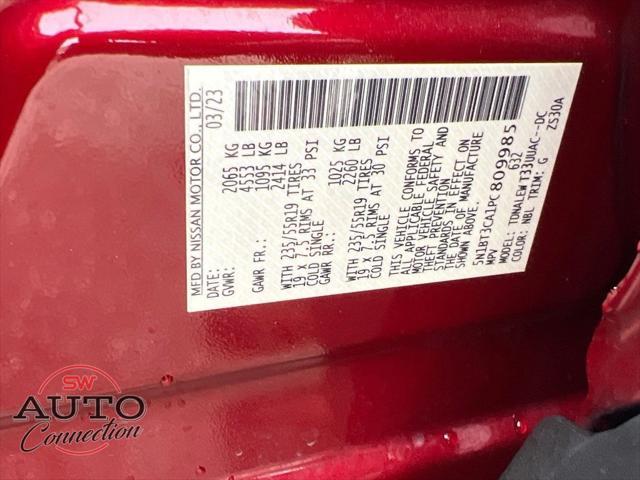 MFD BY NISSAN MOTOR CO., LTD.
DATE: 03/23
GVWR: 2065 KG
4553 LB
GAWR FR.: 1095 KG
2414 LB
WITH 235/55R19 TIRES
19 x 7.5 RIMS AT 33 PSI
COLD SINGLE
GAWR RR.: 1025 KG
2260 LB
WITH 235/55R19 TIRES
19 x 7.5 RIMS AT 30 PSI
COLD SINGLE
THIS VEHICLE CONFORMS TO
ALL APPLICABLE FEDERAL
MOTOR VEHICLE SAFETY AND
THEFT PREVENTION
STANDARDS IN EFFECT ON
THE DATE OF MANUFACTURE
SHOWN ABOVE.
5N1BT3CA1PC809985
MPV 632
MODEL: TDNALEWT33UUAC--DC
COLOR: NBL TRIM: G ZS30A
SW
AUTO
Connection